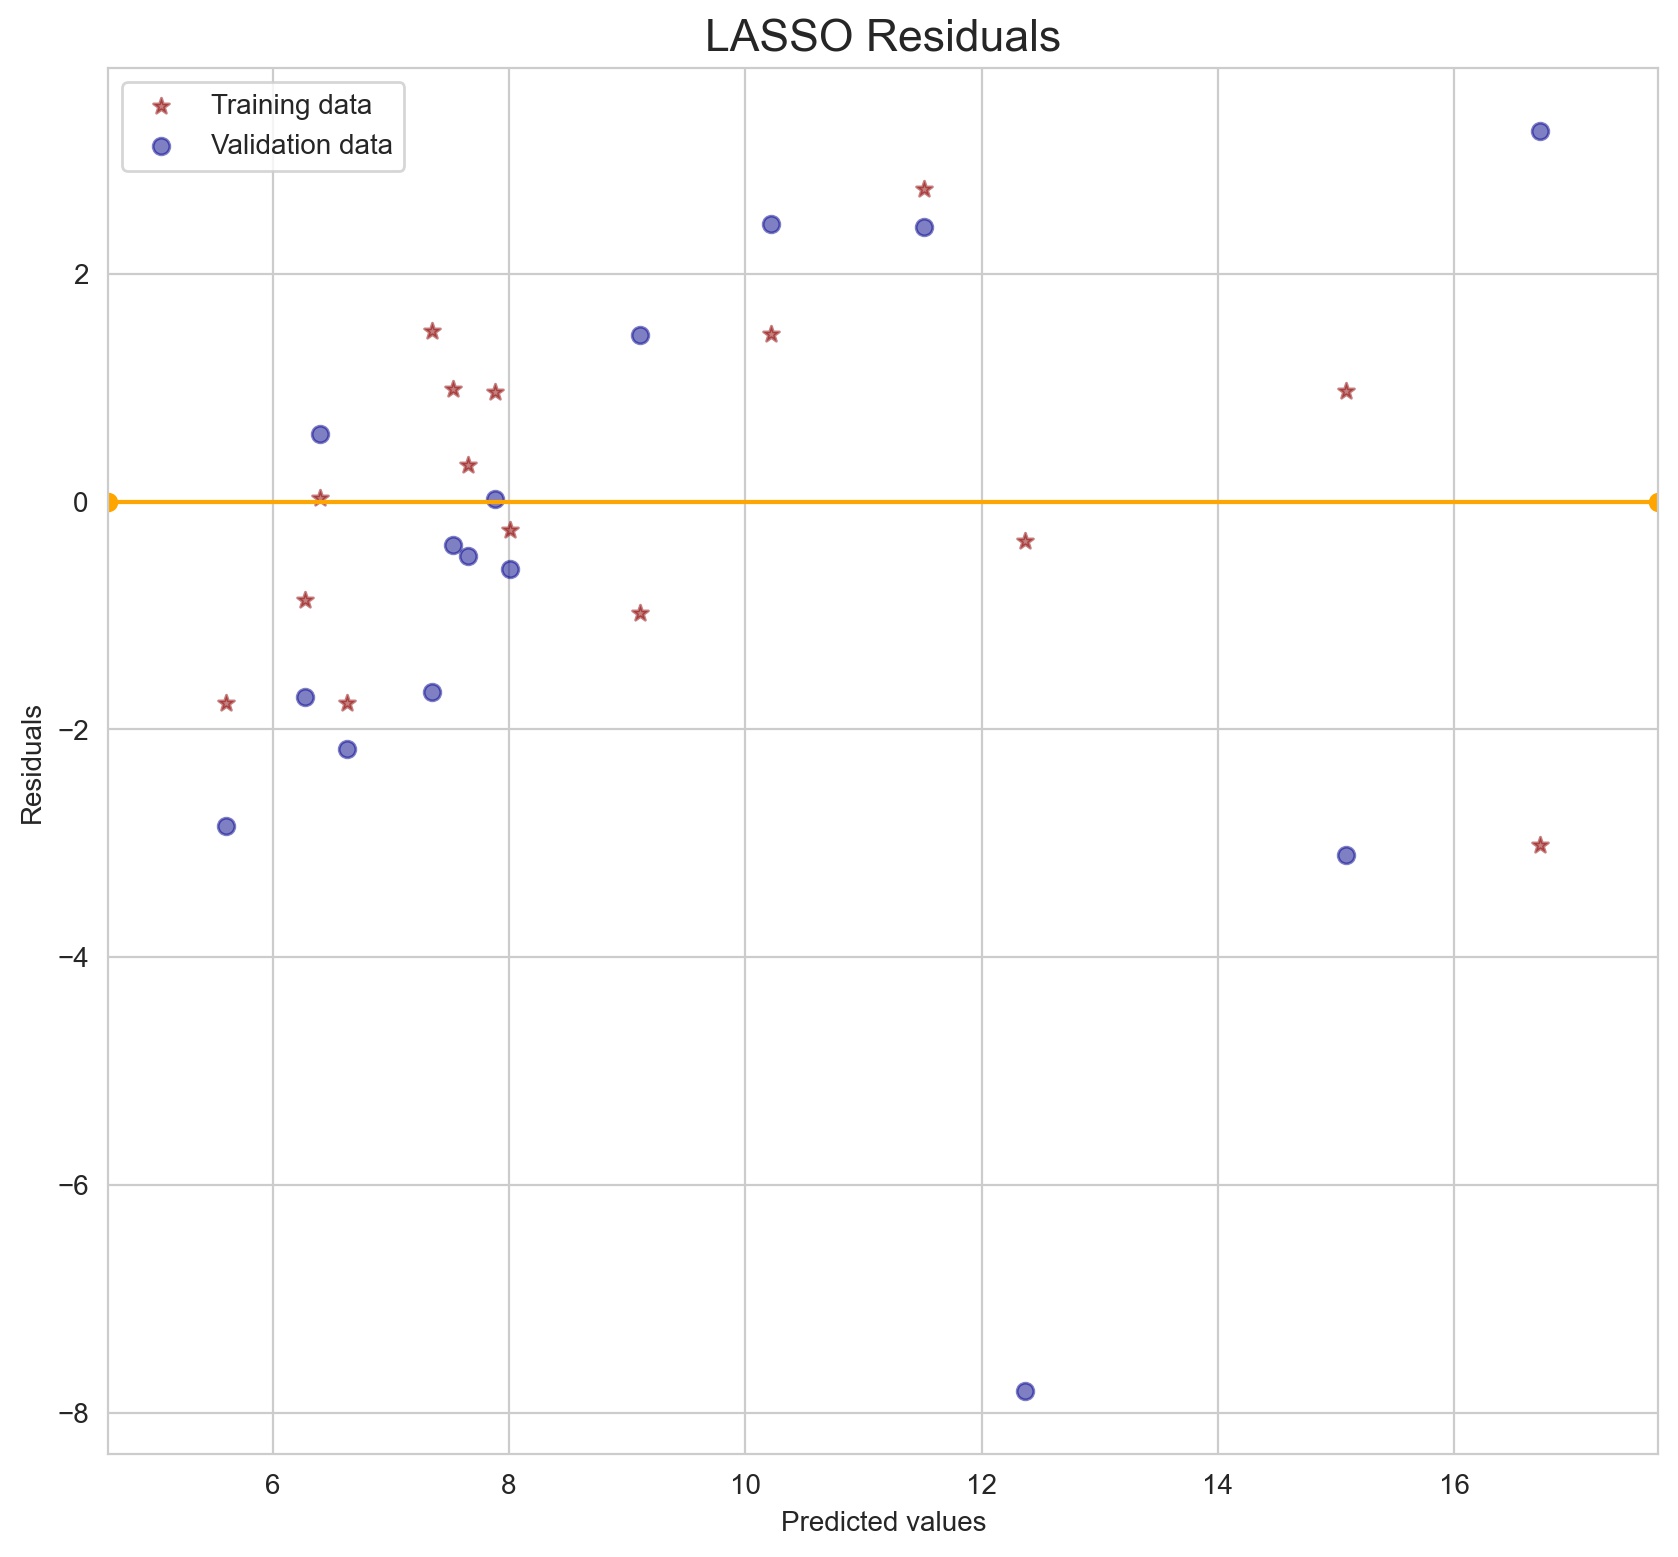 LASSO Residuals
Training data
Validation data
2
0
−2
−4
−6
−8
Residuals
6 8 10 12 14 16
Predicted values